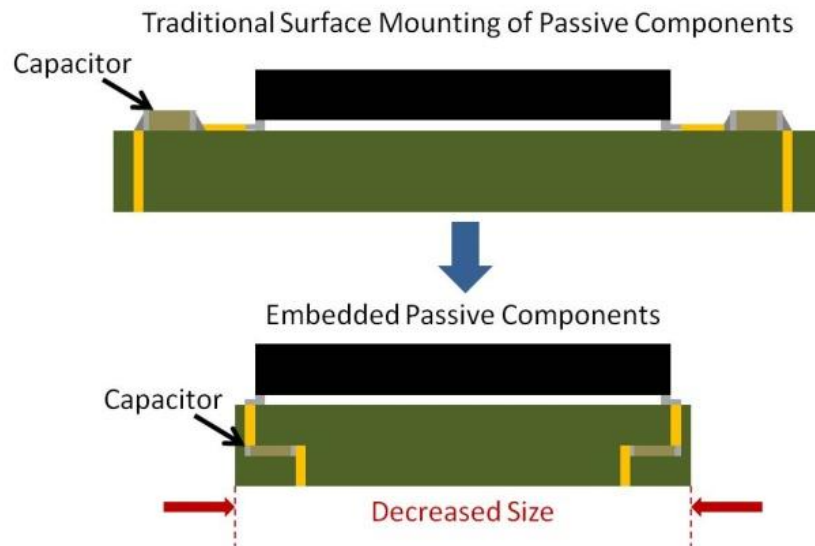 Traditional Surface Mounting of Passive Components
Capacitor
Embedded Passive Components
Capacitor
Decreased Size